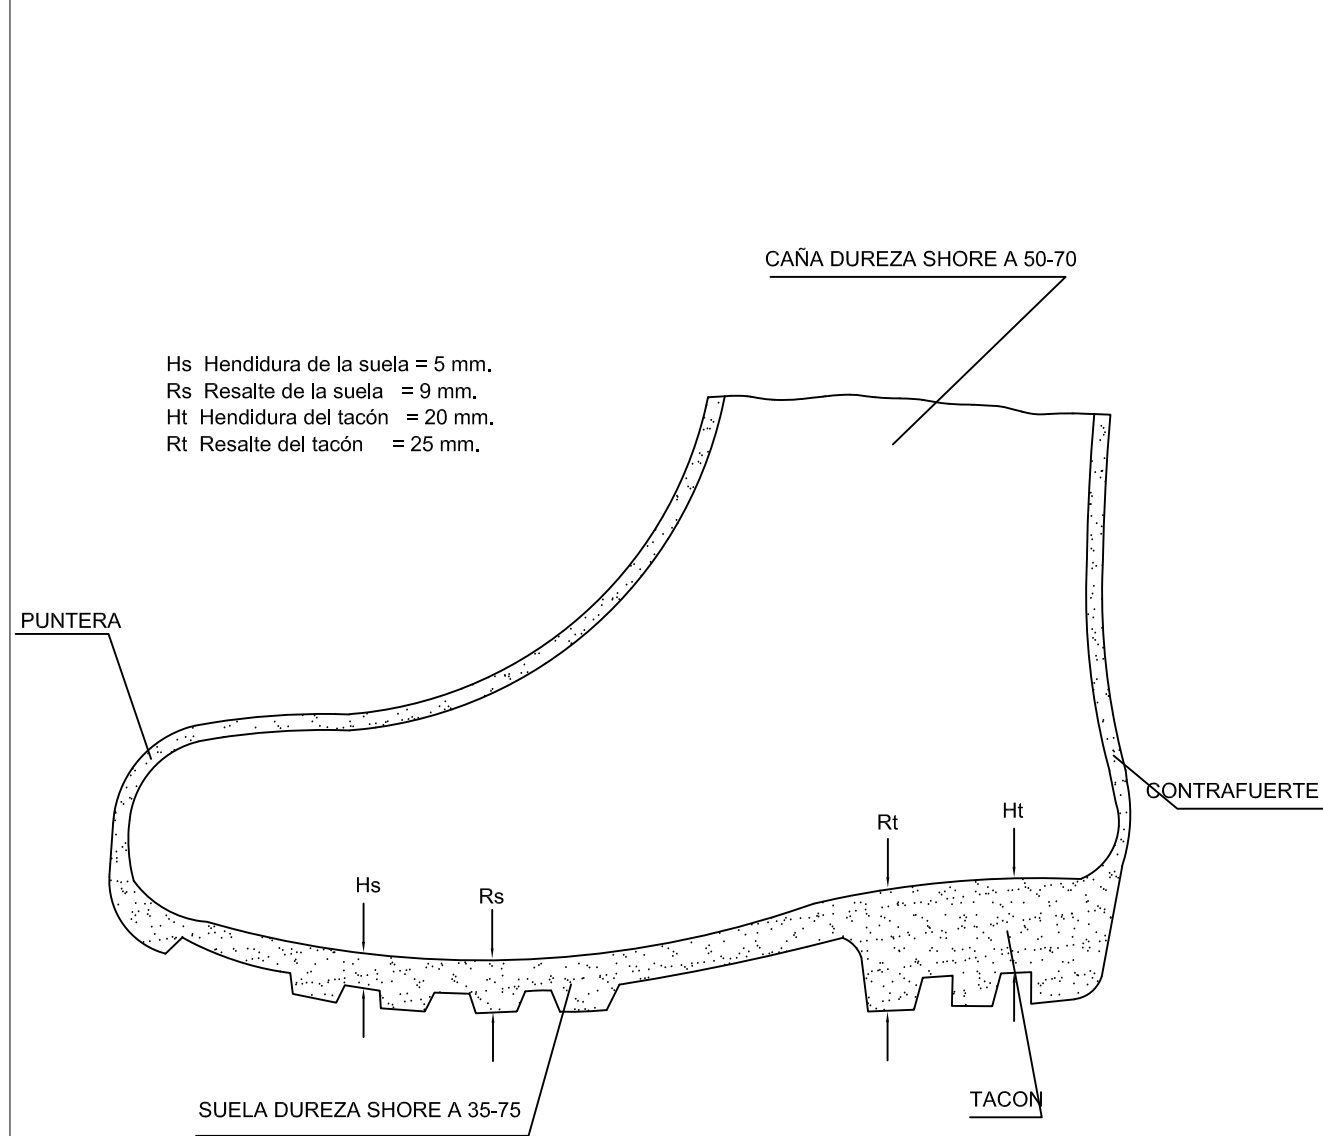 CAÑA DUREZA SHORE A 50-70
Hs Hendidura de la suela = 5 mm.
Rs Resalte de la suela = 9 mm.
Ht Hendidura del tacón = 20 mm.
Rt Resalte del tacón = 25 mm.
PUNTERA
CONTRAFUERTE
Rt
Ht
Hs
Rs
SUELA DUREZA SHORE A 35-75
TACON